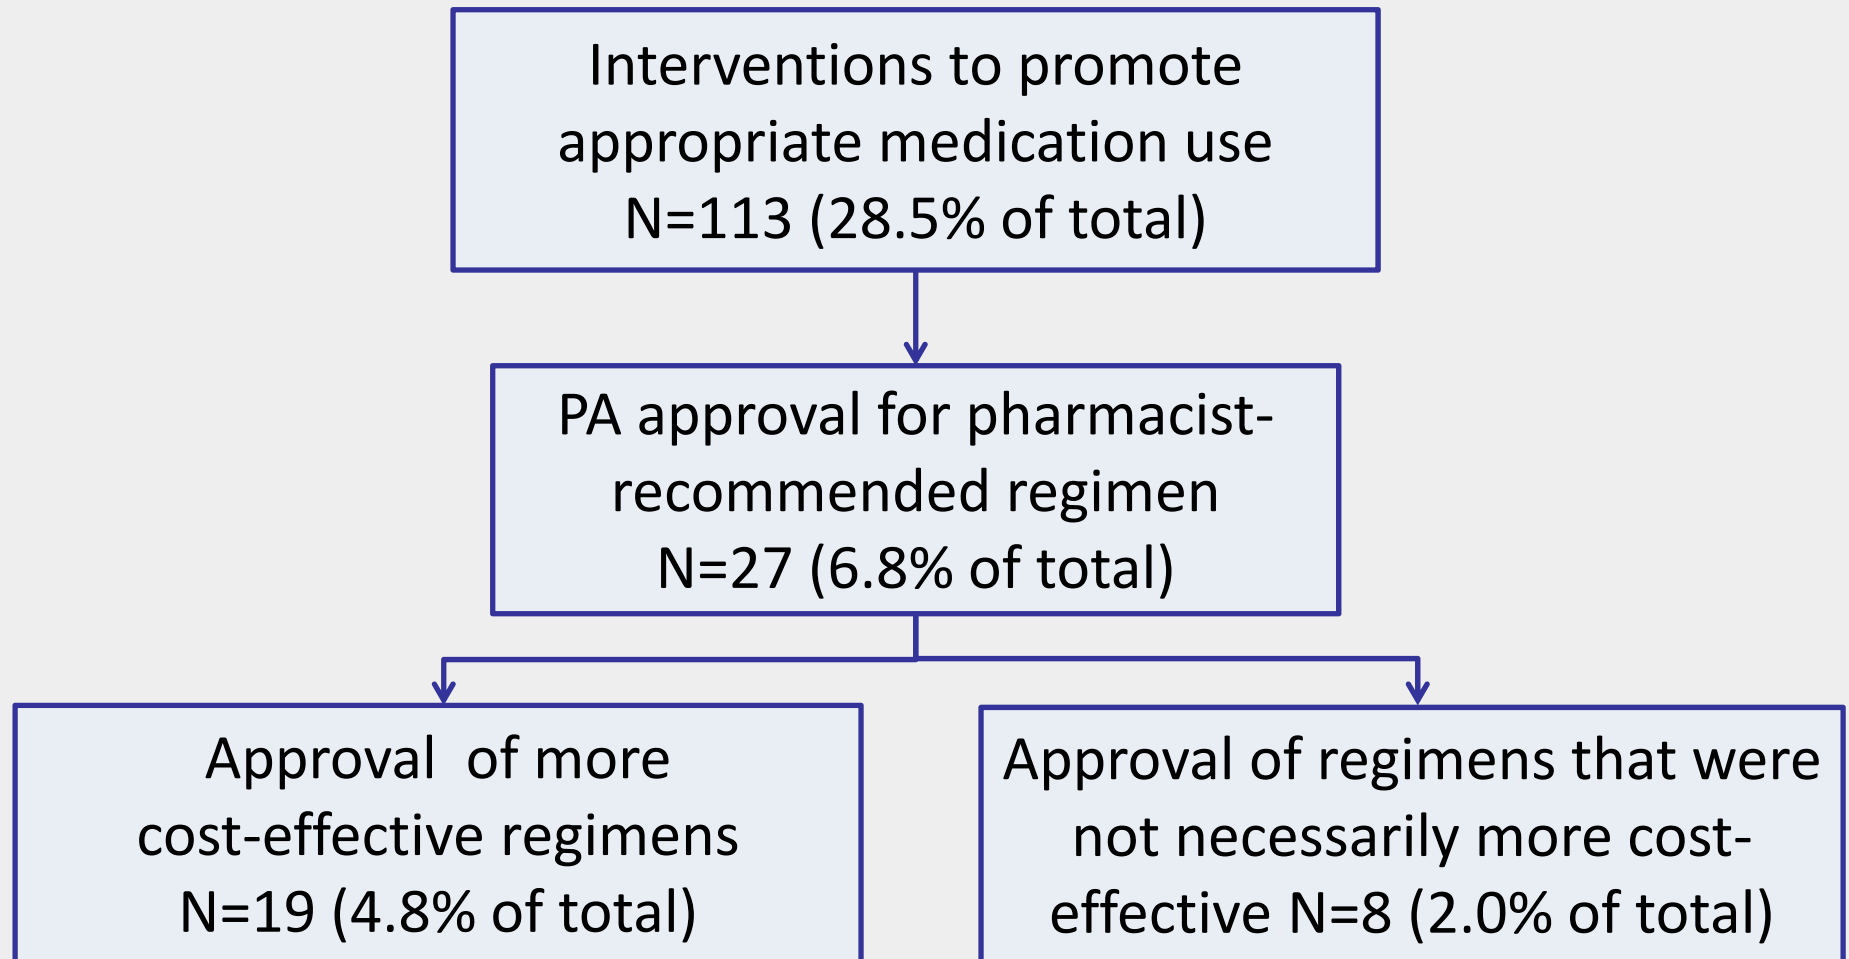 Interventions to promote
appropriate medication use
N=113 (28.5% of total)
PA approval for pharmacist-
recommended regimen
N=27 (6.8% of total)
Approval  of more
cost-effective regimens
N=19 (4.8% of total)
Approval of regimens that were
not necessarily more cost-
effective N=8 (2.0% of total)